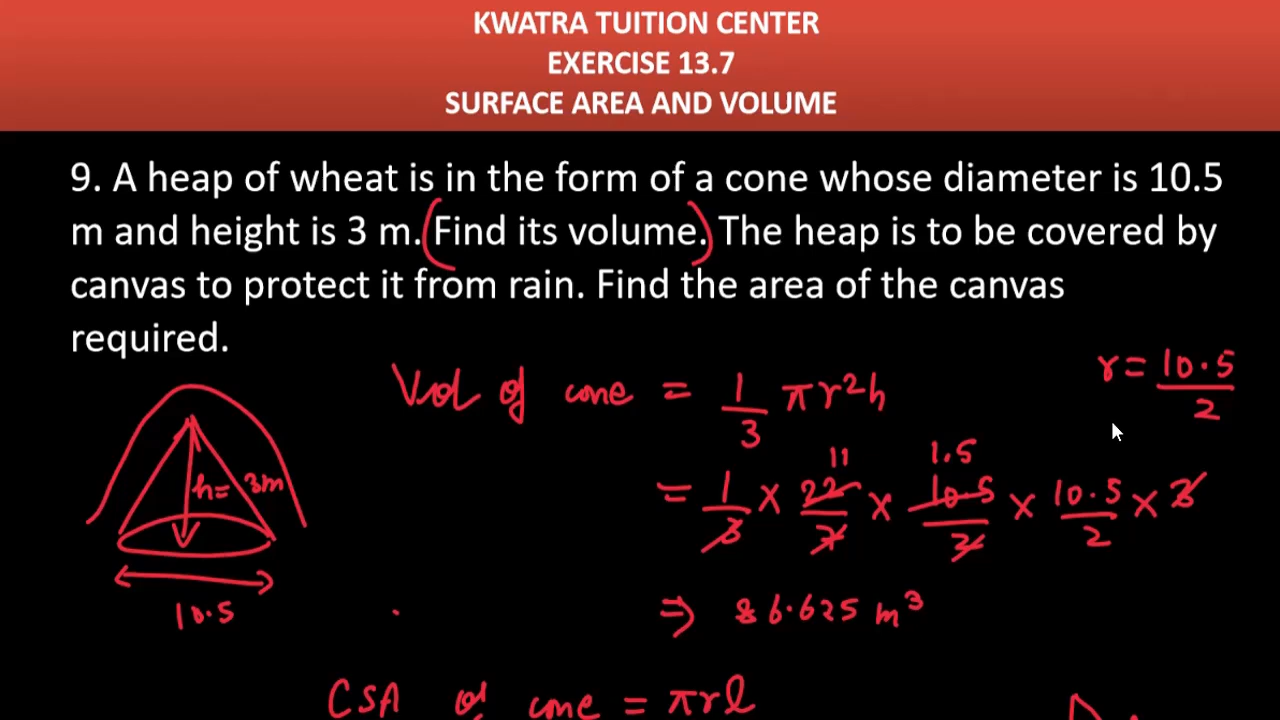 KWATRA TUITION CENTER
EXERCISE 13.7
SURFACE AREA AND VOLUME
9. A heap of wheat is in the form of a cone whose diameter is 10.5
m and height is 3 m. (Find its volume.) The heap is to be covered by
canvas to protect it from rain. Find the area of the canvas
required.
r = 10.5/2
Vol of cone = 1/3 πr²h
11 1.5
= 1/3 × 22/7 × 10.5/2 × 10.5/2 × 3
h = 3m
10.5
⇒ 86.625 m³
CSA of cone = πrl